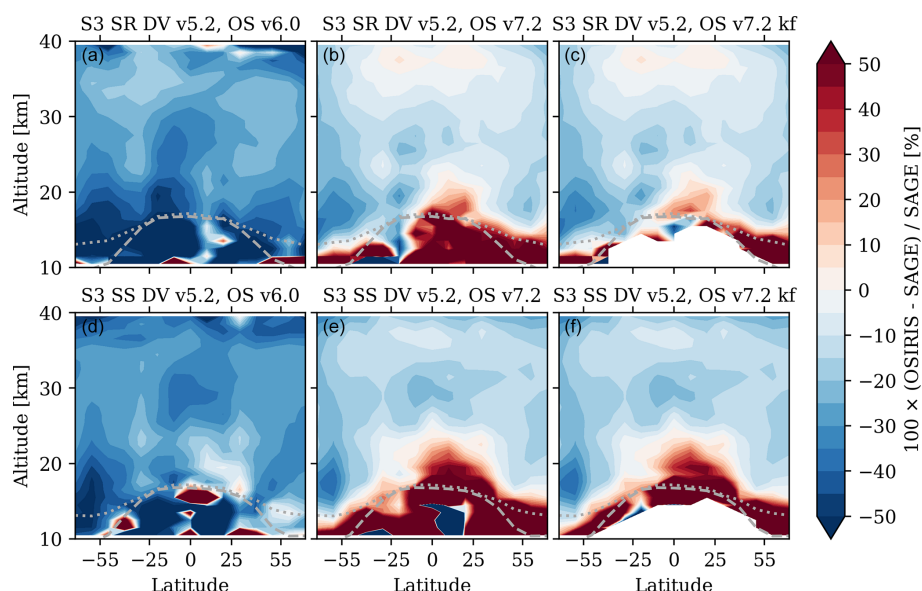 S3 SR DV v5.2, OS v6.0 S3 SR DV v5.2, OS v7.2 S3 SR DV v5.2, OS v7.2 kf
(a) (b) (c)
40
30
20
10
Altitude [km]
S3 SS DV v5.2, OS v6.0 S3 SS DV v5.2, OS v7.2 S3 SS DV v5.2, OS v7.2 kf
(d) (e) (f)
40
30
20
10
Altitude [km]
−55 −25 0 25 55 −55 −25 0 25 55 −55 −25 0 25 55
Latitude Latitude Latitude
50
40
30
20
10
0
−10
−20
−30
−40
−50
100 × (OSIRIS - SAGE) / SAGE [%]